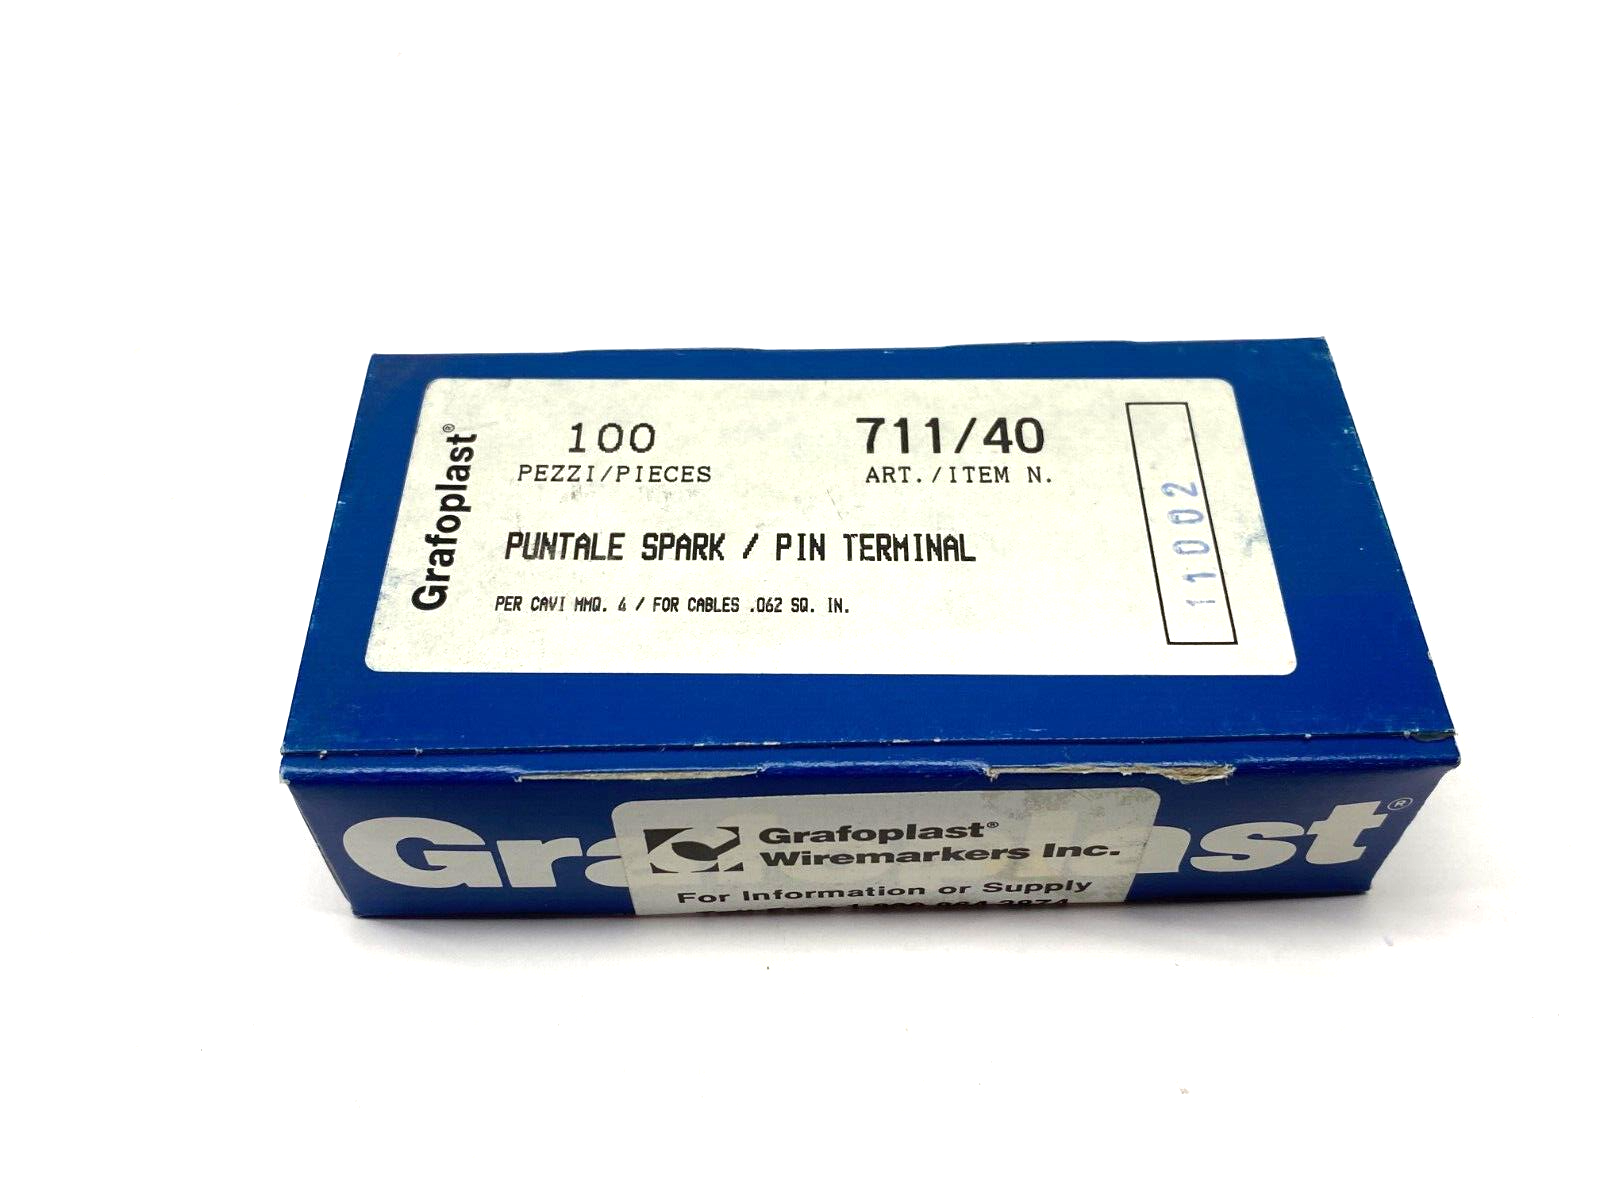 Grafoplast®
100
PEZZI/PIECES
711/40
ART./ITEM N.
PUNTALE SPARK / PIN TERMINAL
PER CAVI MMQ. 4 / FOR CABLES .062 SQ. IN.
11002
Grafoplast®
Grafoplast®
Wiremarkers Inc.
For Information or Supply